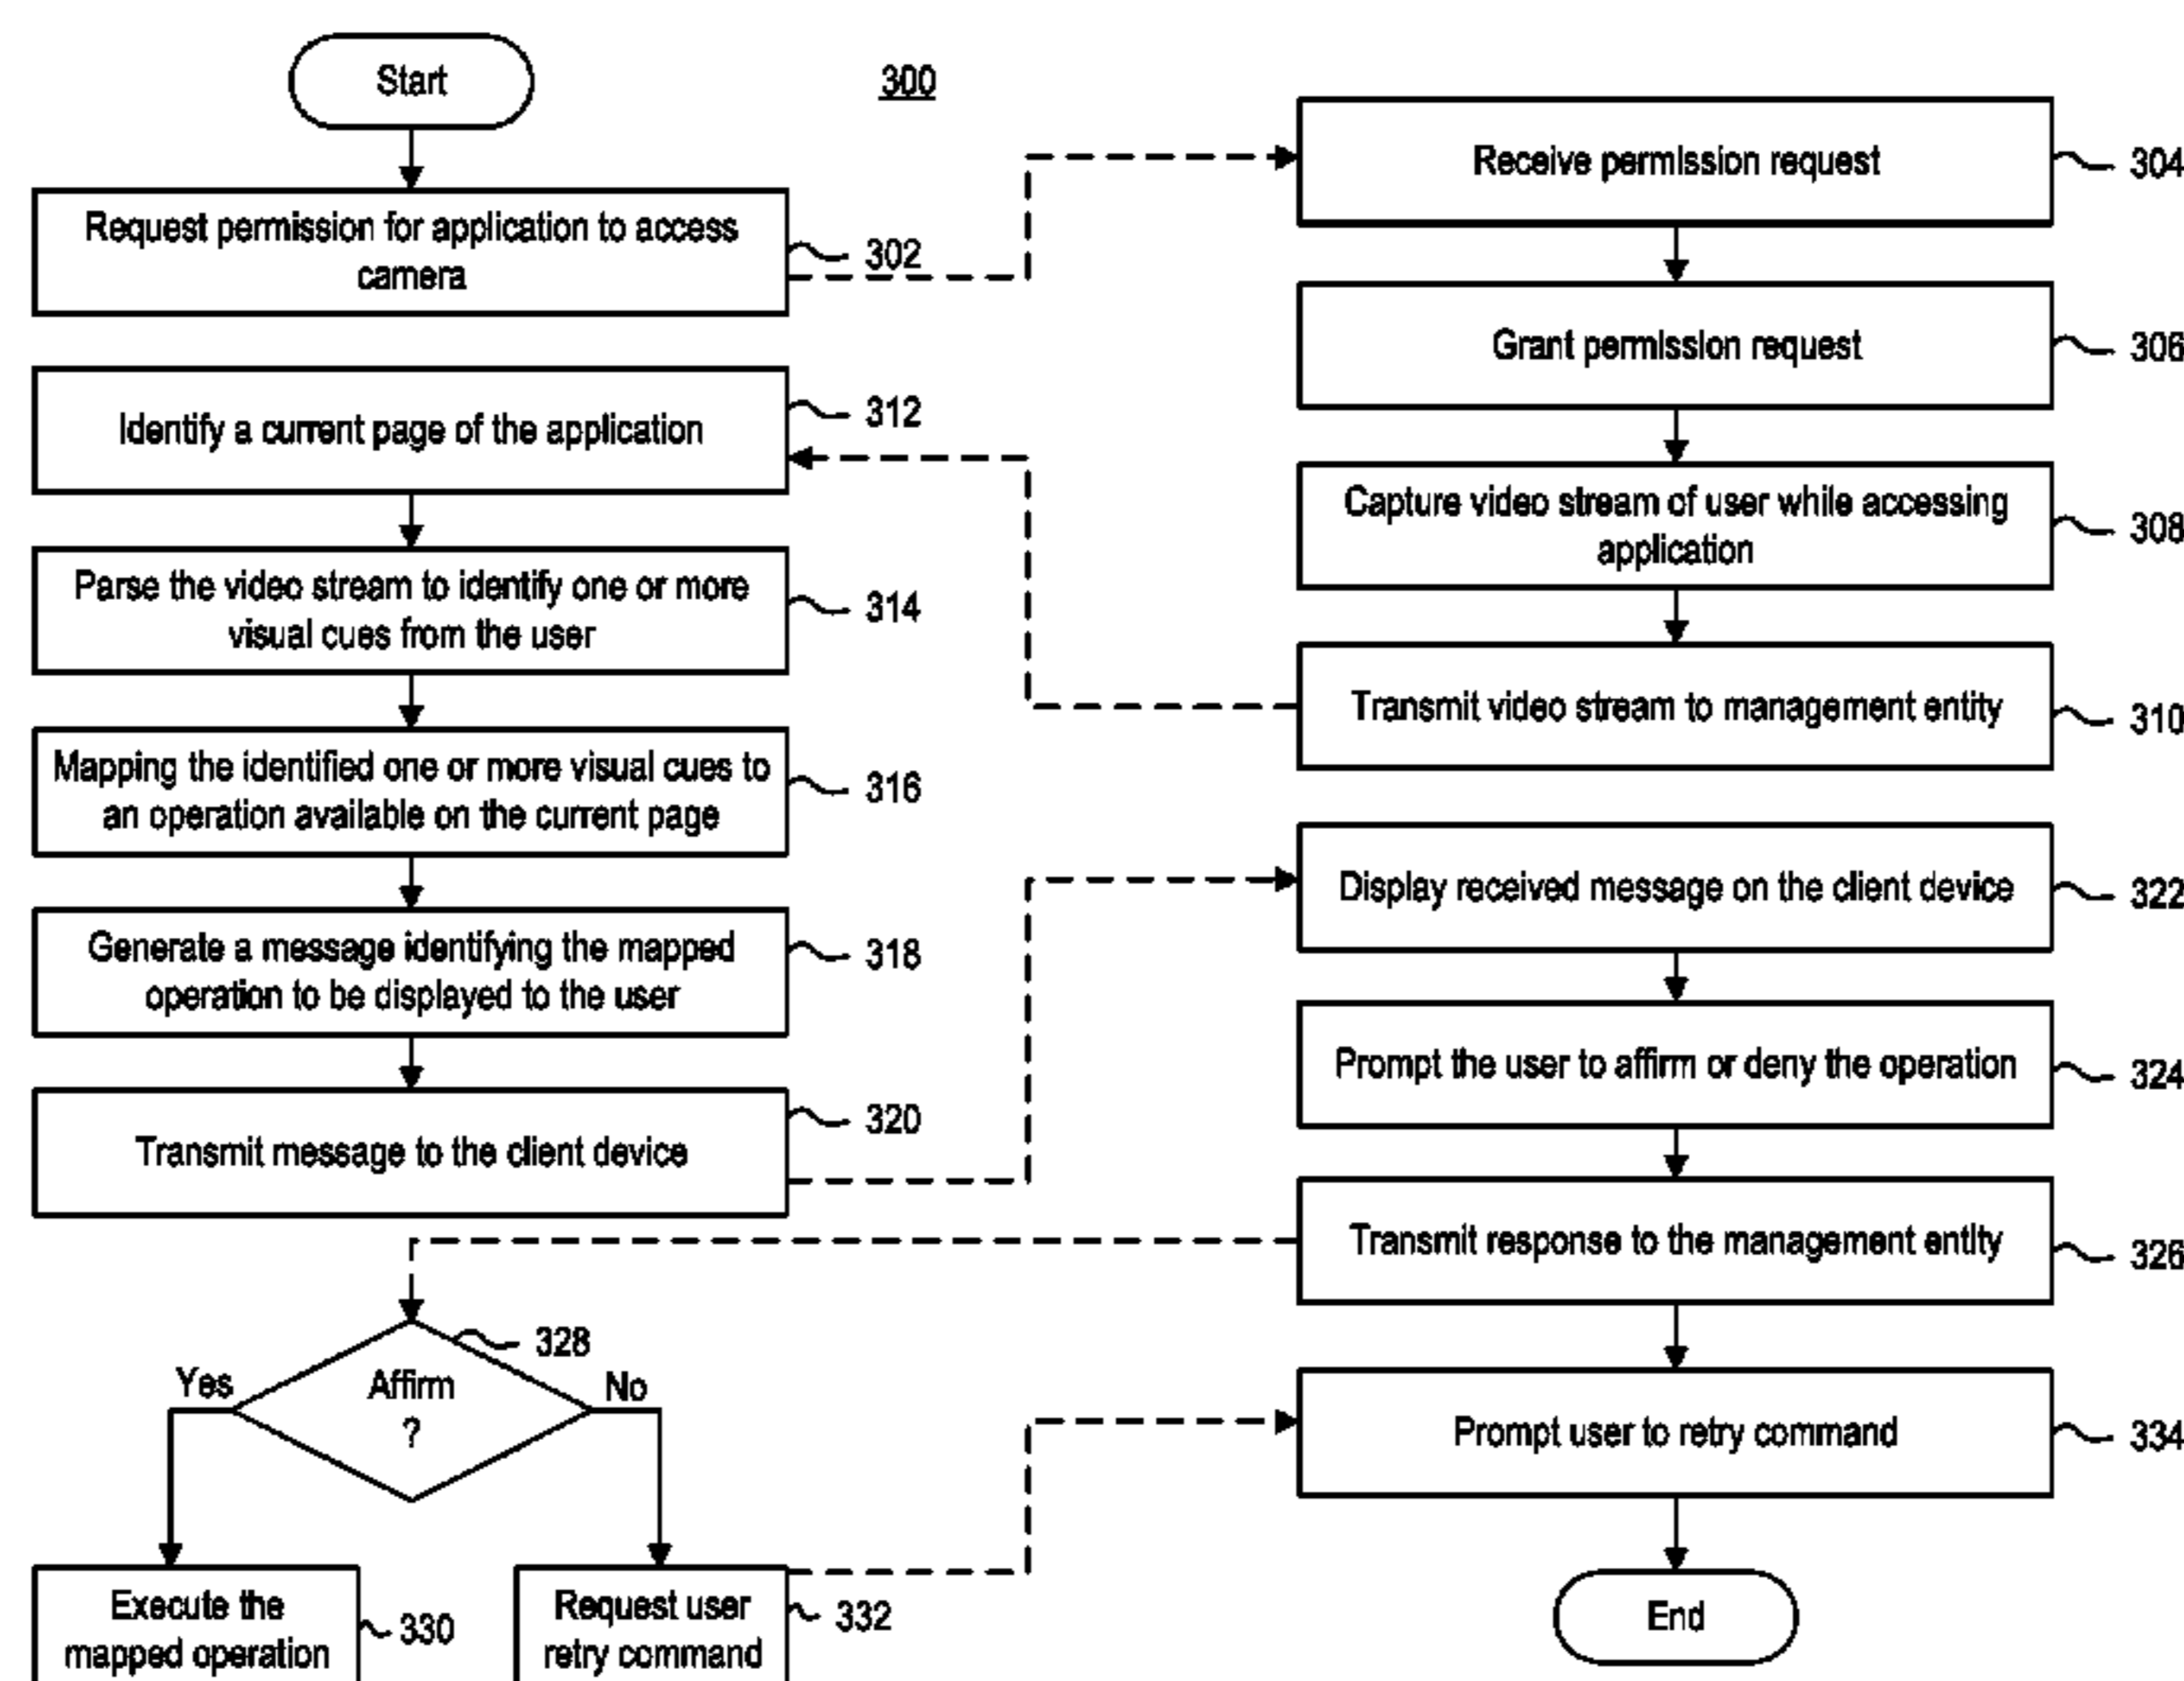 Start
300
Request permission for application to access
camera
302
Identify a current page of the application
312
Parse the video stream to identify one or more
visual cues from the user
314
Mapping the identified one or more visual cues to
an operation available on the current page
316
Generate a message identifying the mapped
operation to be displayed to the user
318
Transmit message to the client device
320
328
Affirm
?
Yes
No
Execute the
mapped operation
330
Request user
retry command
332
Receive permission request
304
Grant permission request
306
Capture video stream of user while accessing
application
308
Transmit video stream to management entity
310
Display received message on the client device
322
Prompt the user to affirm or deny the operation
324
Transmit response to the management entity
326
Prompt user to retry command
334
End